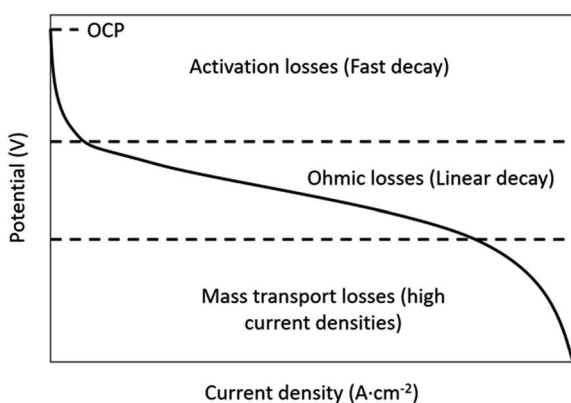 OCP
Activation losses (Fast decay)
Ohmic losses (Linear decay)
Mass transport losses (high
current densities)
Potential (V)
Current density (A·cm⁻²)